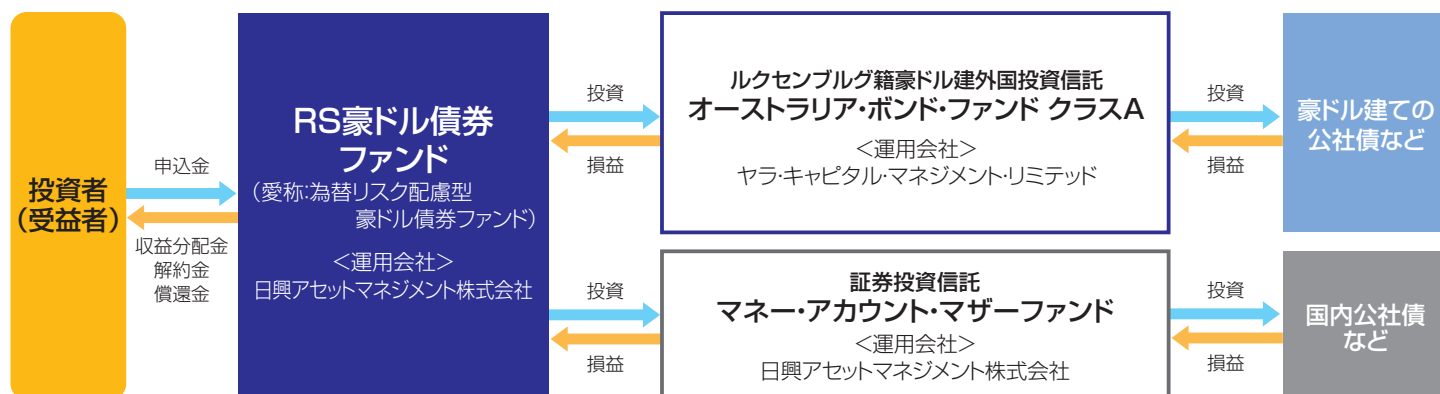 投資者
（受益者）
申込金
収益分配金
解約金
償還金
RS豪ドル債券
ファンド
（愛称：為替リスク配慮型
豪ドル債券ファンド）
＜運用会社＞
日興アセットマネジメント株式会社
投資
損益
ルクセンブルグ籍豪ドル建外国投資信託
オーストラリア・ボンド・ファンド クラスA
＜運用会社＞
ヤラ・キャピタル・マネジメント・リミテッド
投資
損益
豪ドル建ての
公社債など
投資
損益
証券投資信託
マネー・アカウント・マザーファンド
＜運用会社＞
日興アセットマネジメント株式会社
投資
損益
国内公社債
など